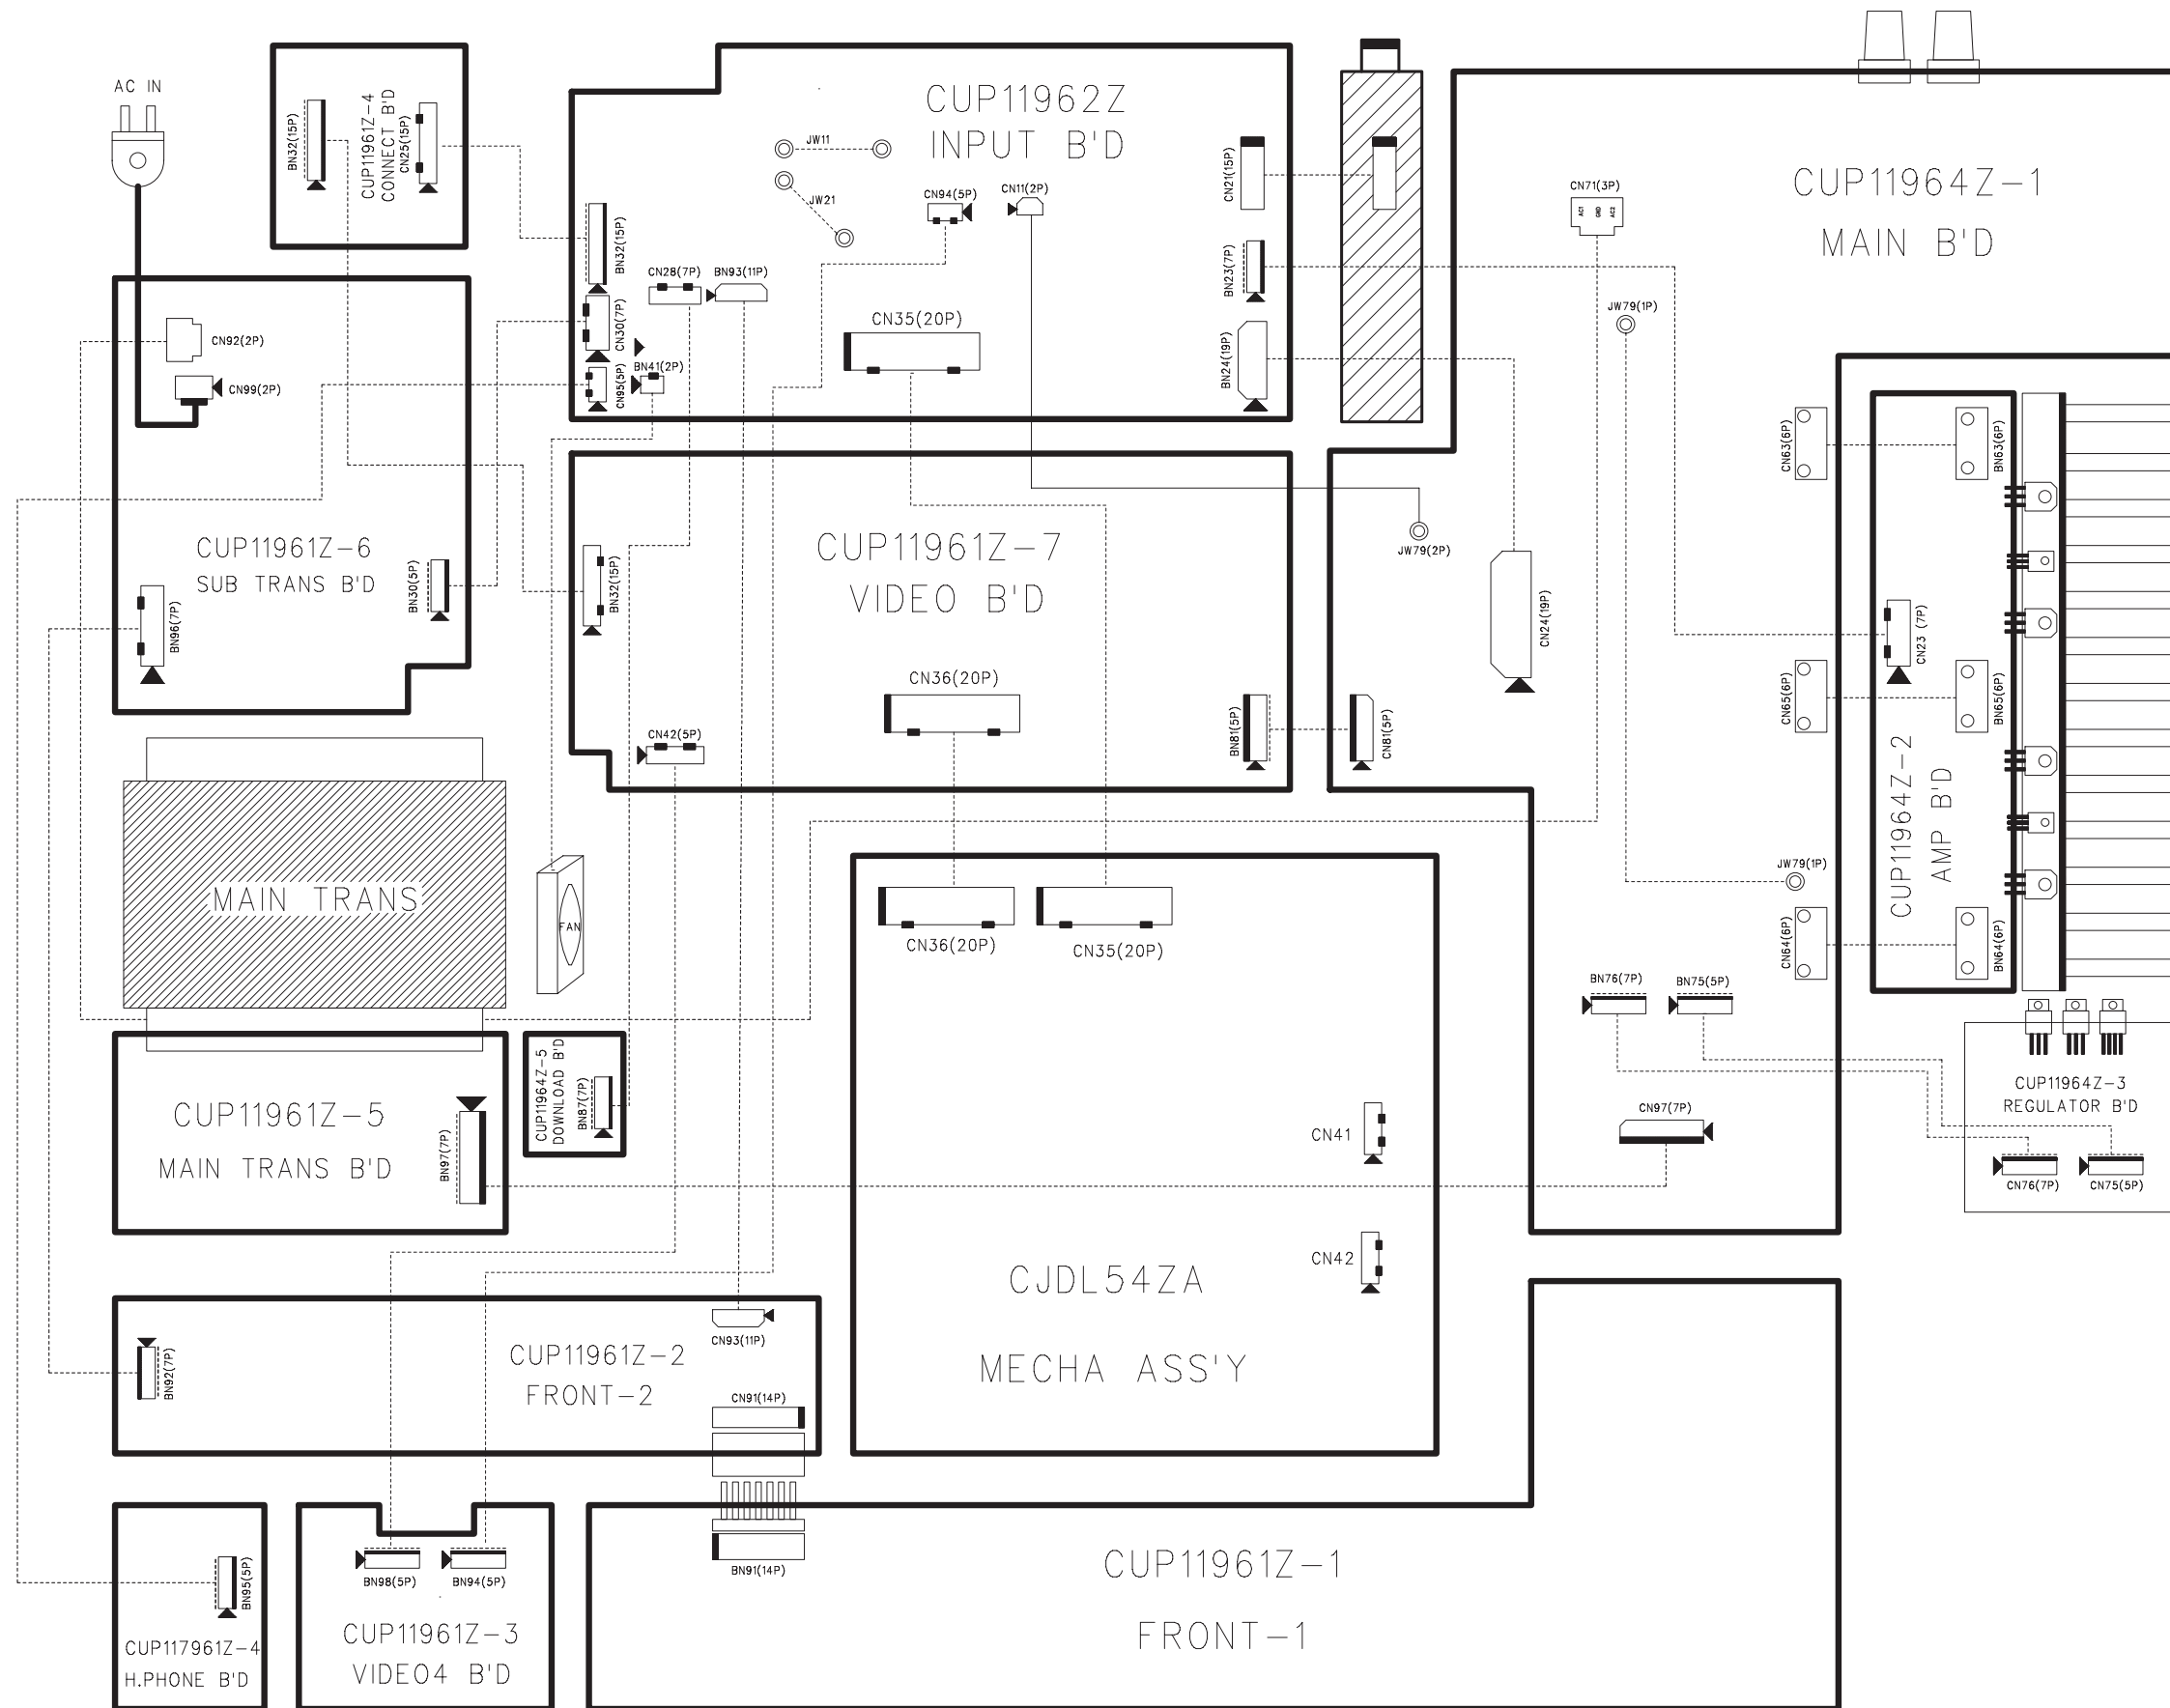 AC IN
BN32(15P)
CUP11961Z-4
CONNECT B'D
CN25(15P)
CUP11962Z
INPUT B'D
JW11
JW21
CN94(5P)
CN11(2P)
CN21(15P)
BN32(15P)
CN28(7P)
BN93(11P)
BN23(7P)
CN30(7P)
CN35(20P)
BN24(19P)
CN95(5P)
BN41(2P)
CUP11964Z-1
MAIN B'D
CN71(3P)
AC1
GND
AC2
JW79(1P)
CN92(2P)
CN99(2P)
CUP11961Z-6
SUB TRANS B'D
BN30(5P)
BN96(7P)
CUP11961Z-7
VIDEO B'D
BN32(15P)
CN36(20P)
CN42(5P)
BN81(5P)
CN81(5P)
JW79(2P)
CN24(19P)
CN63(6P)
BN63(6P)
CN23 (7P)
CN65(6P)
BN65(6P)
CUP11964Z-2
AMP B'D
JW79(1P)
CN64(6P)
BN64(6P)
MAIN TRANS
FAN
CN36(20P)
CN35(20P)
BN76(7P)
BN75(5P)
CUP11961Z-5
MAIN TRANS B'D
BN97(7P)
CUP11964Z-5
DOWNLOAD B'D
BN87(7P)
CN41
CN42
CN97(7P)
CUP11964Z-3
REGULATOR B'D
CN76(7P)
CN75(5P)
CJDL54ZA
MECHA ASS'Y
CN93(11P)
CUP11961Z-2
FRONT-2
BN92(7P)
CN91(14P)
BN91(14P)
BN95(5P)
CUP117961Z-4
H.PHONE B'D
BN98(5P)
BN94(5P)
CUP11961Z-3
VIDEO4 B'D
CUP11961Z-1
FRONT-1